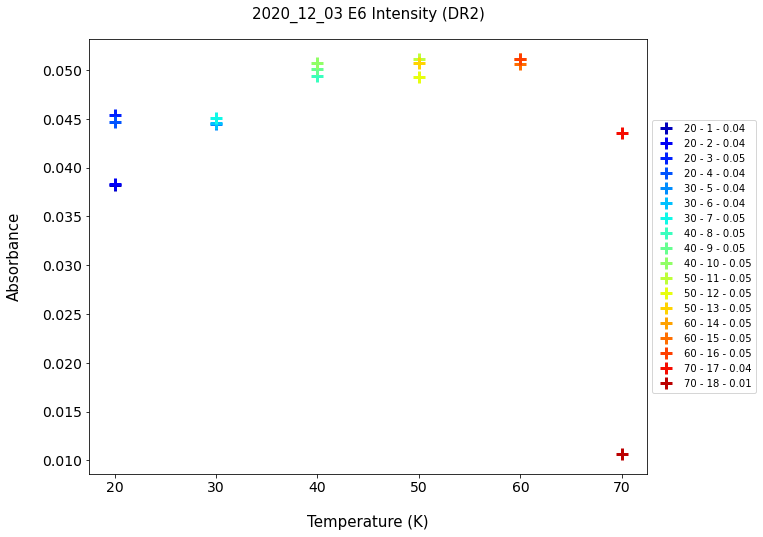 2020_12_03 E6 Intensity (DR2)
0.050
0.045
0.040
0.035
0.030
0.025
0.020
0.015
0.010
Absorbance
20 30 40 50 60 70
Temperature (K)
20 - 1 - 0.04
20 - 2 - 0.04
20 - 3 - 0.05
20 - 4 - 0.04
30 - 5 - 0.04
30 - 6 - 0.04
30 - 7 - 0.05
40 - 8 - 0.05
40 - 9 - 0.05
40 - 10 - 0.05
50 - 11 - 0.05
50 - 12 - 0.05
50 - 13 - 0.05
60 - 14 - 0.05
60 - 15 - 0.05
60 - 16 - 0.05
70 - 17 - 0.04
70 - 18 - 0.01